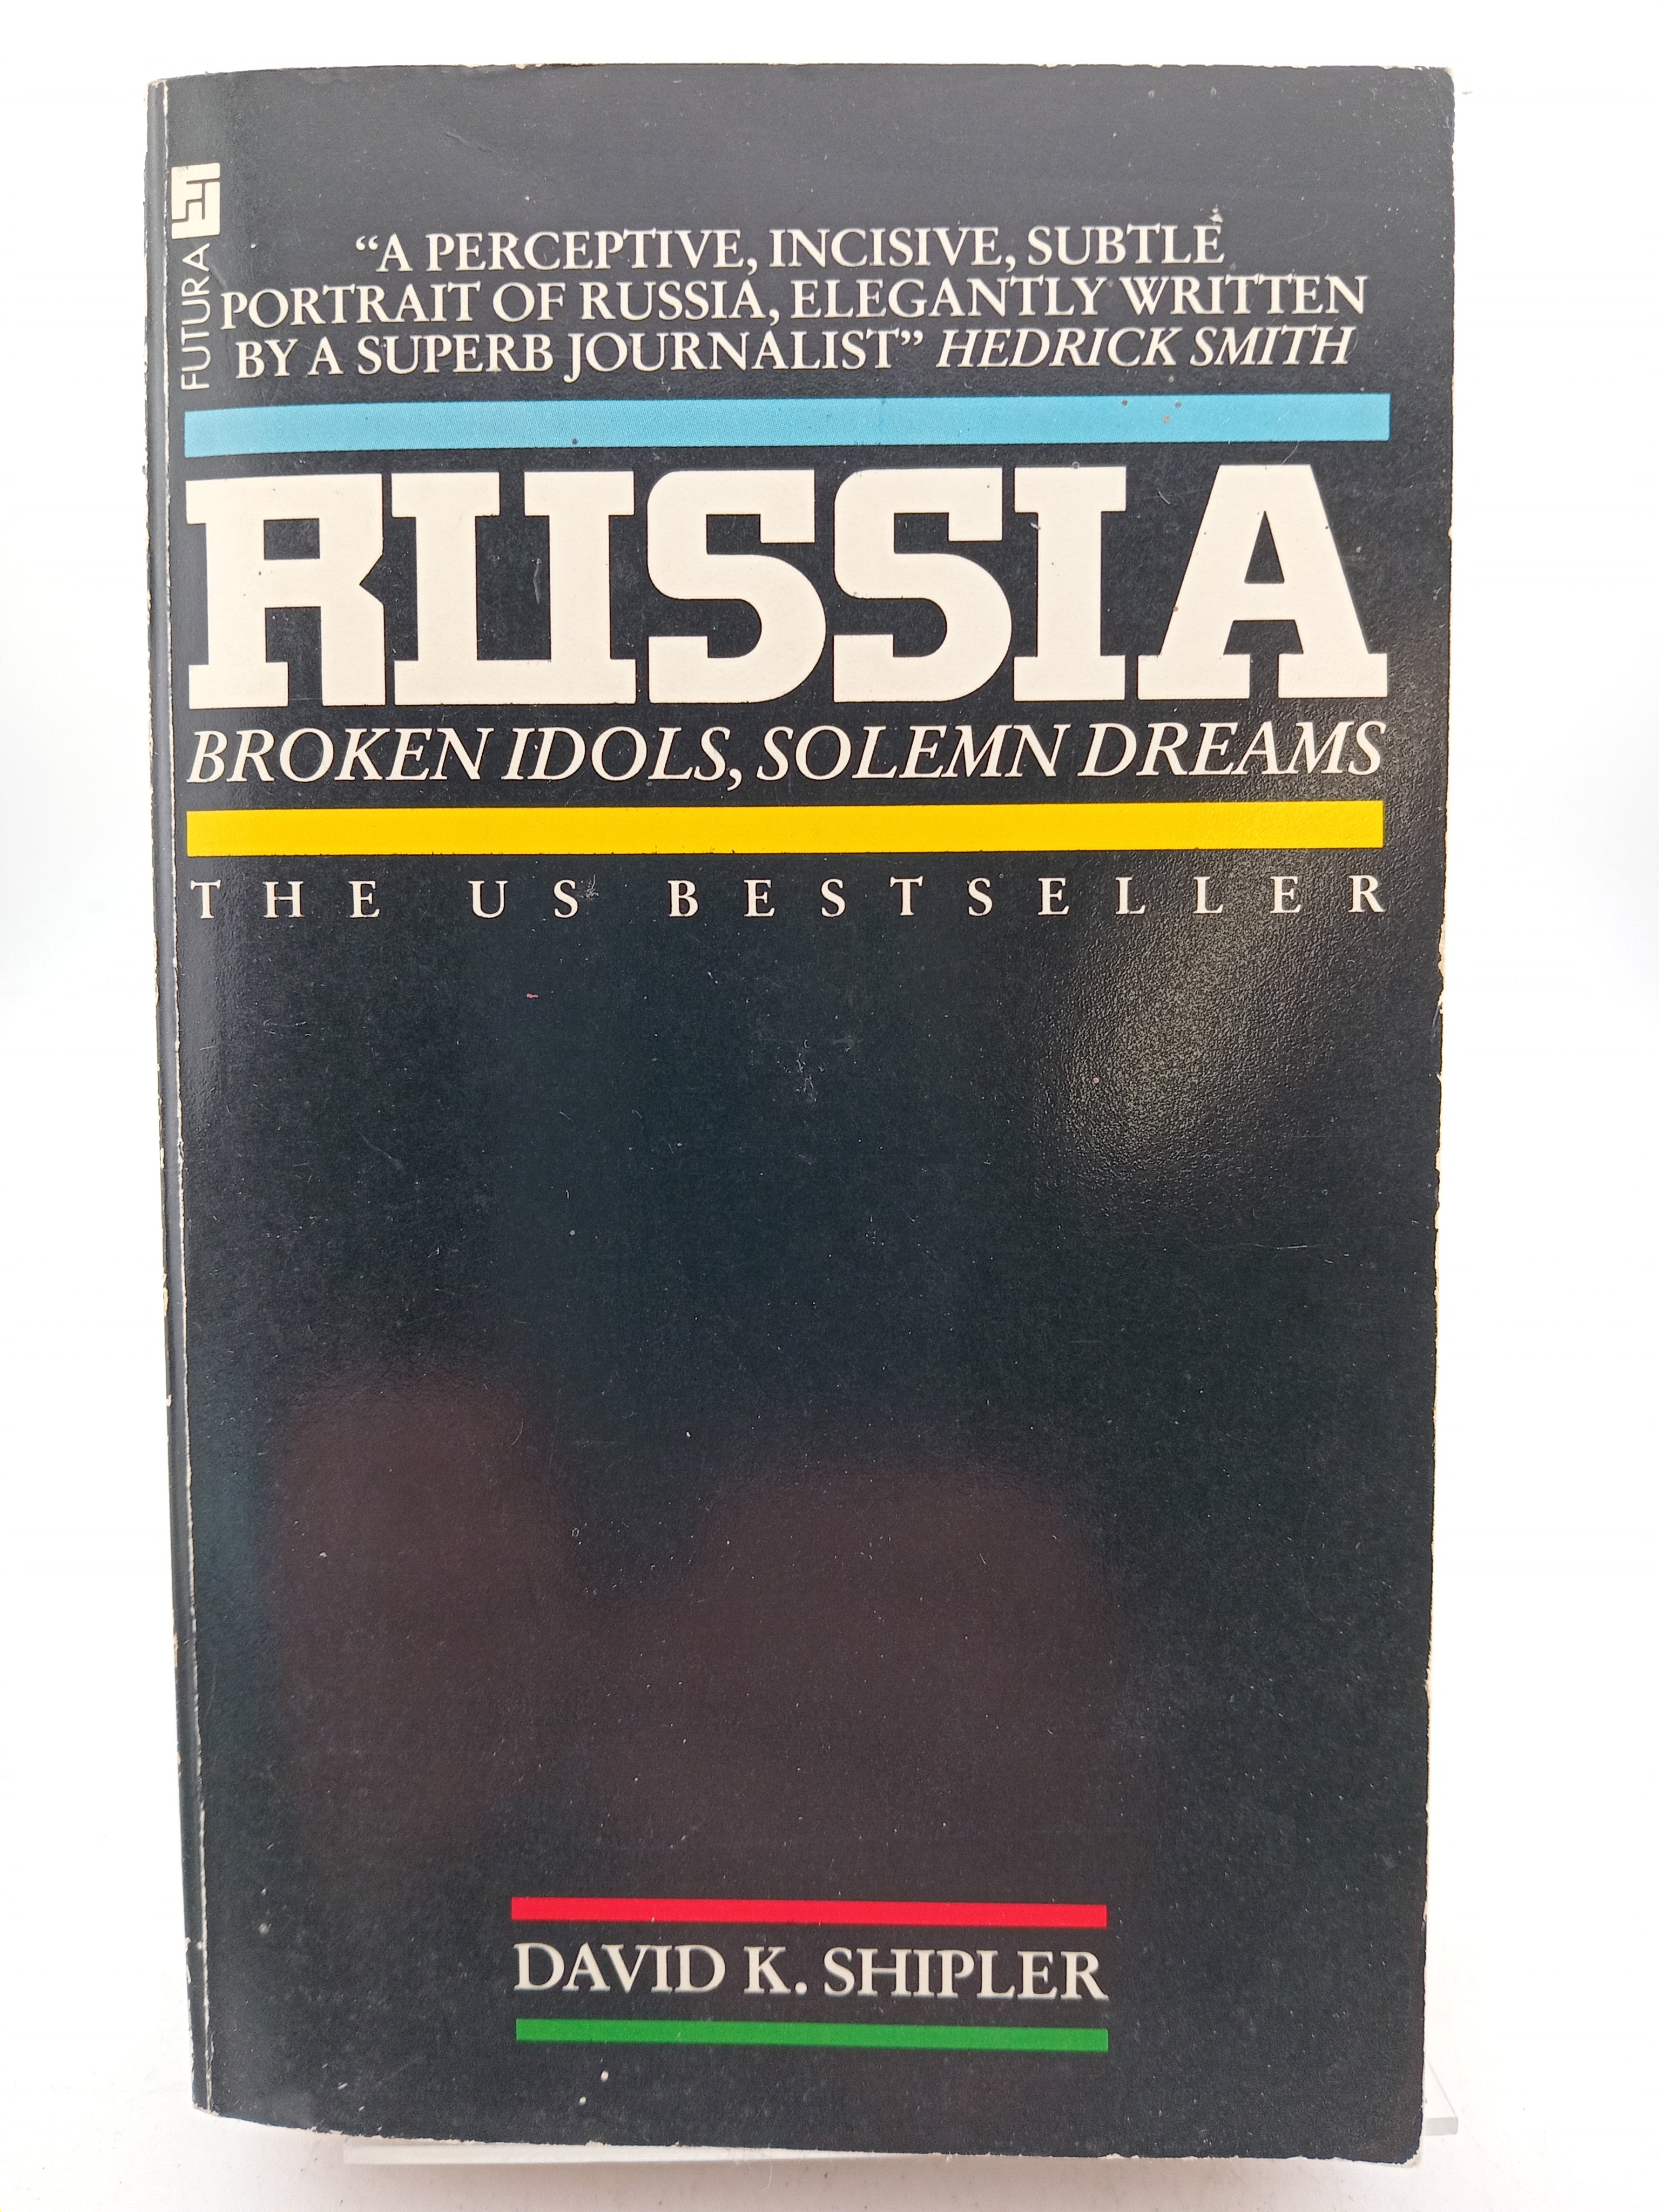 FUTURA
“A PERCEPTIVE, INCISIVE, SUBTLE
PORTRAIT OF RUSSIA, ELEGANTLY WRITTEN
BY A SUPERB JOURNALIST” HEDRICK SMITH
RUSSIA
BROKEN IDOLS, SOLEMN DREAMS
THE US BESTSELLER
DAVID K. SHIPLER